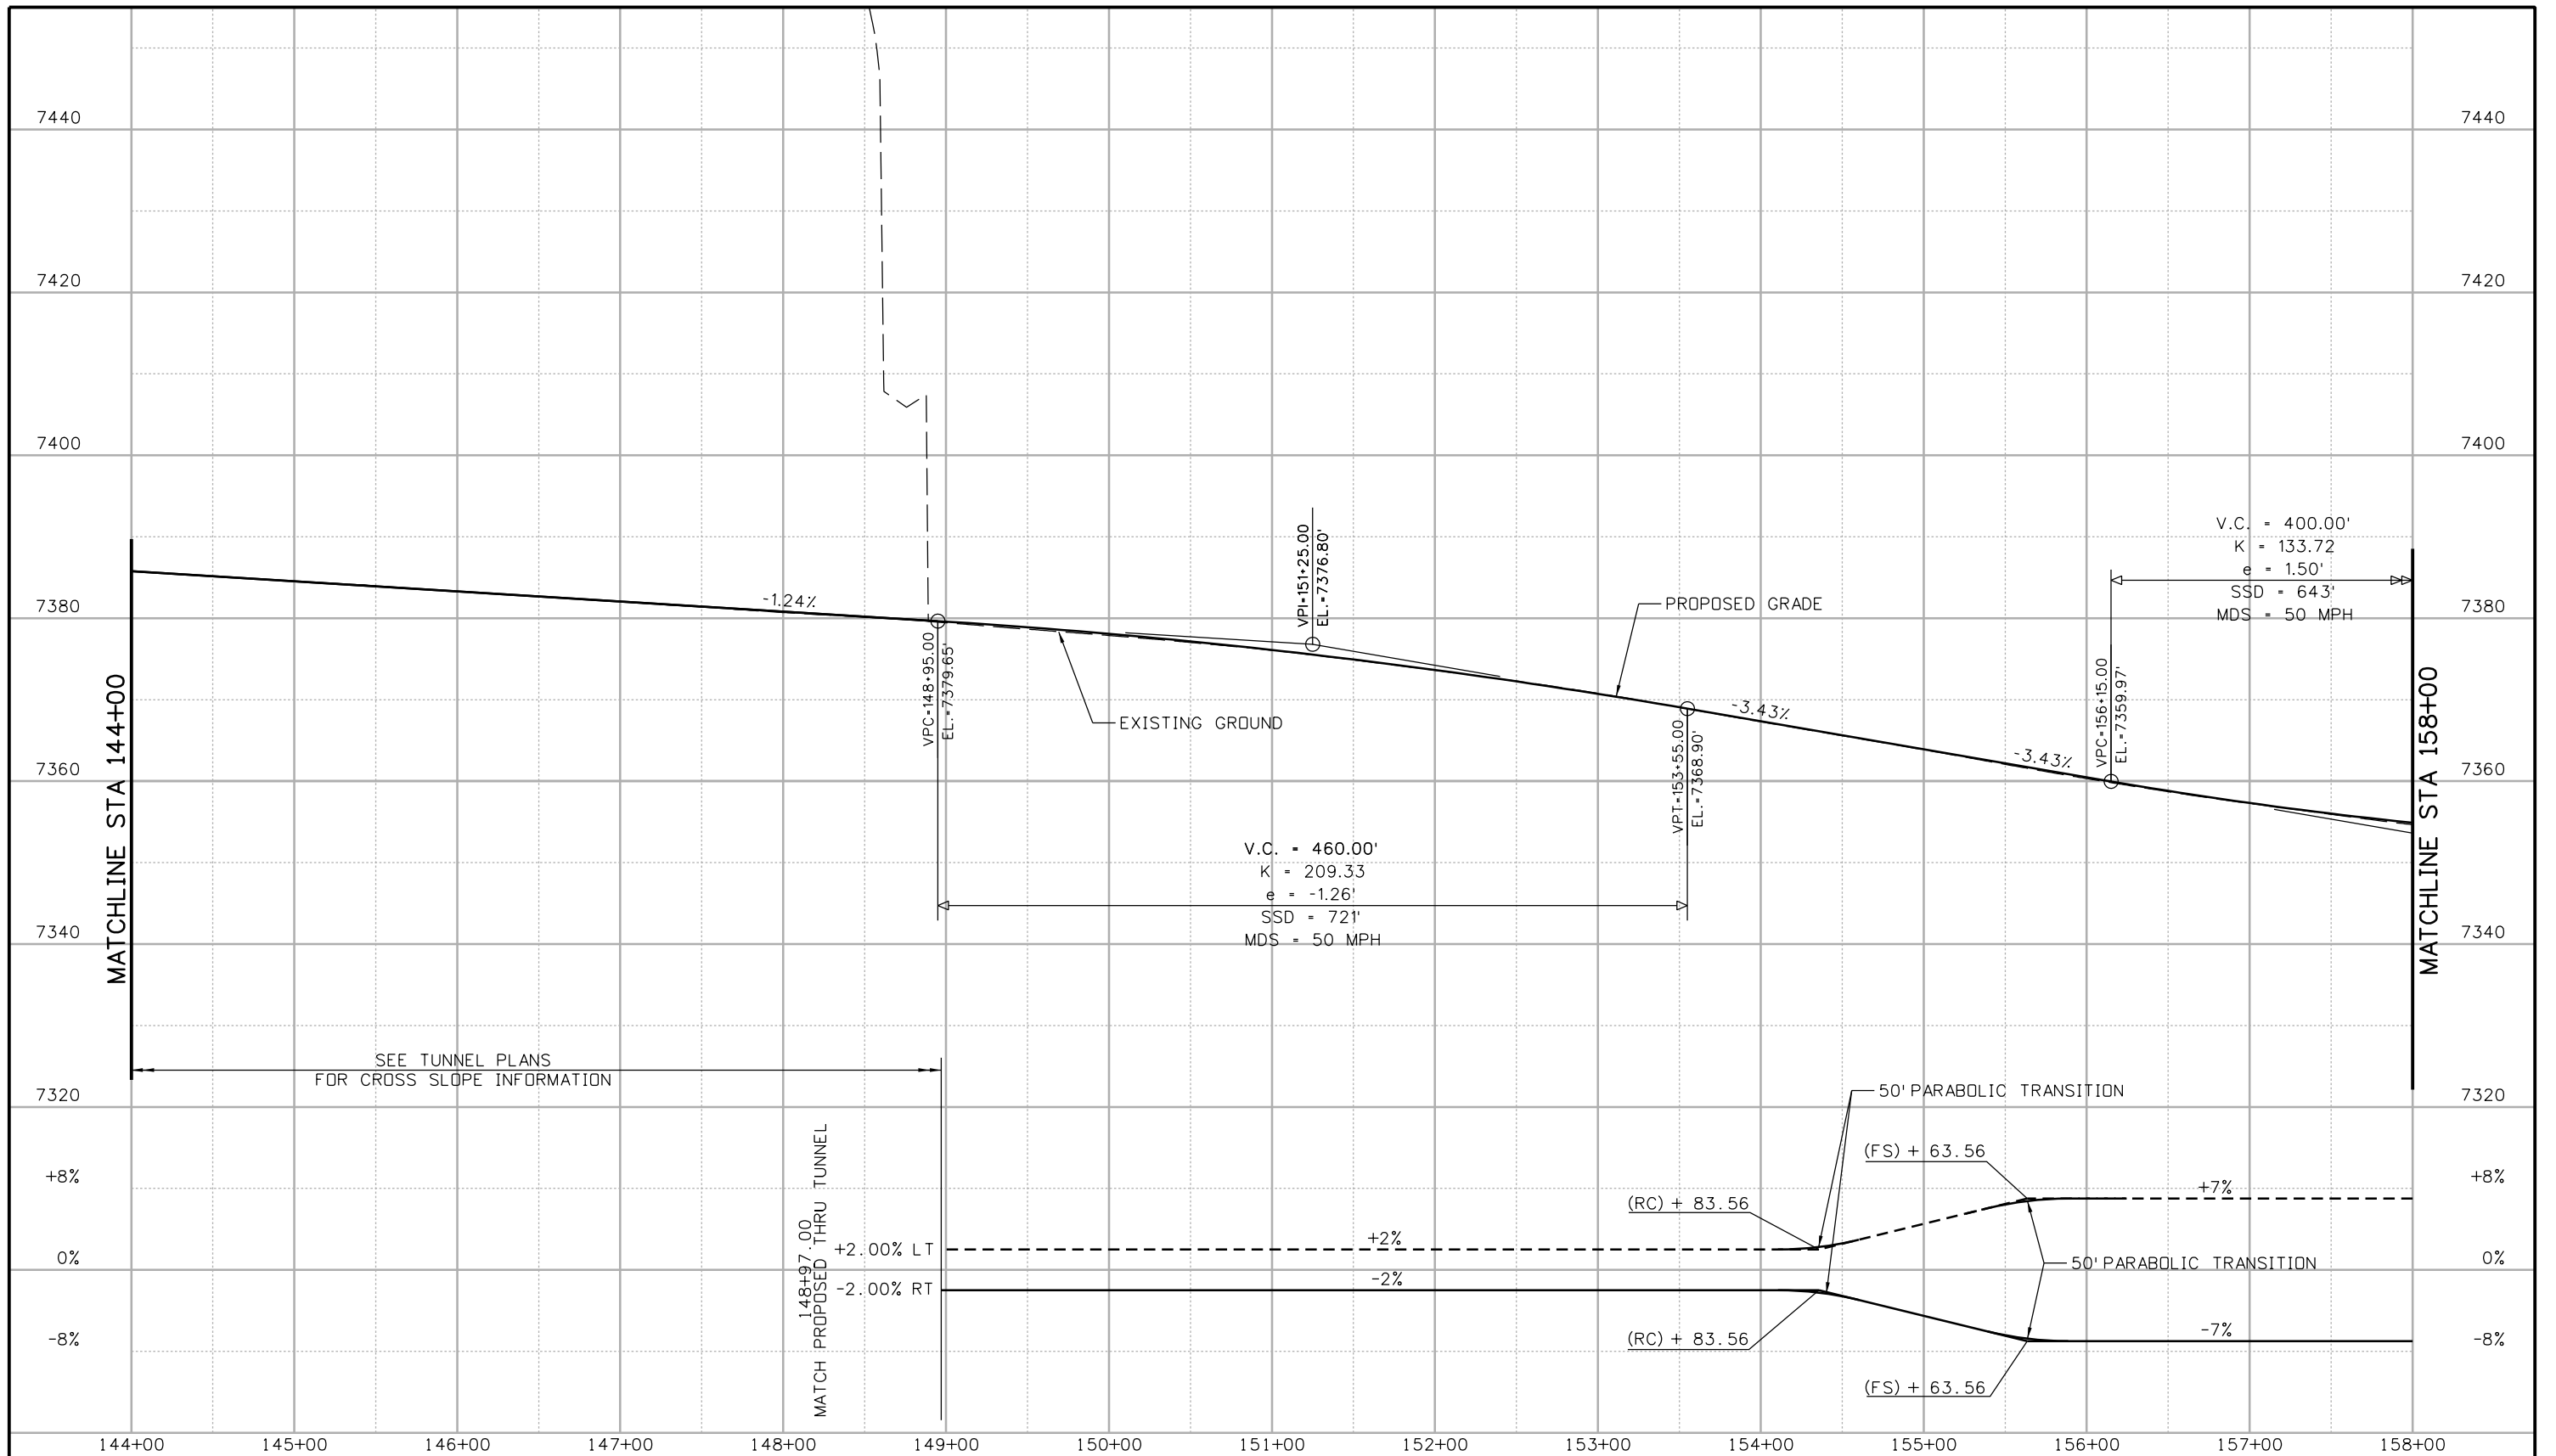 7440
7440
7420
7420
7400
7400
V.C. = 400.00'
K = 133.72
e = 1.50'
SSD = 643'
MDS = 50 MPH
7380
7380
-1.24%
VPI=151+25.00
EL.=7376.80'
PROPOSED GRADE
VPC=148+95.00
EL.=7379.65'
EXISTING GROUND
-3.43%
VPT=153+55.00
EL.=7368.90'
-3.43%
VPC=156+15.00
EL.=7359.97'
MATCHLINE STA 144+00
MATCHLINE STA 158+00
7360
7360
V.C. = 460.00'
K = 209.33
e = -1.26'
SSD = 721'
MDS = 50 MPH
7340
7340
SEE TUNNEL PLANS
FOR CROSS SLOPE INFORMATION
7320
7320
50' PARABOLIC TRANSITION
148+97.00
MATCH PROPOSED THRU TUNNEL
(FS) + 63.56
+8%
+8%
(RC) + 83.56
+7%
+2.00% LT
+2%
0%
0%
50' PARABOLIC TRANSITION
-2.00% RT
-2%
(RC) + 83.56
-7%
-8%
-8%
(FS) + 63.56
144+00 145+00 146+00 147+00 148+00 149+00 150+00 151+00 152+00 153+00 154+00 155+00 156+00 157+00 158+00